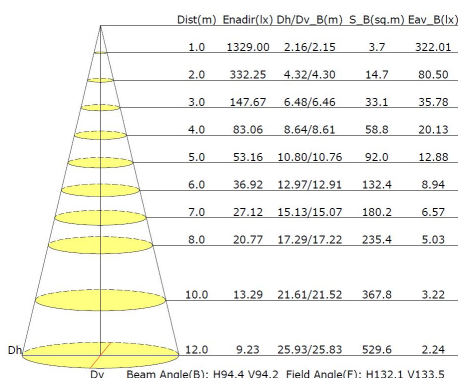 Dist(m) Enadir(lx) Dh/Dv_B(m) S_B(sq.m) Eav_B(lx)
1.0 1329.00 2.16/2.15 3.7 322.01
2.0 332.25 4.32/4.30 14.7 80.50
3.0 147.67 6.48/6.46 33.1 35.78
4.0 83.06 8.64/8.61 58.8 20.13
5.0 53.16 10.80/10.76 92.0 12.88
6.0 36.92 12.97/12.91 132.4 8.94
7.0 27.12 15.13/15.07 180.2 6.57
8.0 20.77 17.29/17.22 235.4 5.03
10.0 13.29 21.61/21.52 367.8 3.22
Dh 12.0 9.23 25.93/25.83 529.6 2.24
Dv Beam Angle(B): H94.4 V94.2 Field Angle(F): H132.1 V133.5